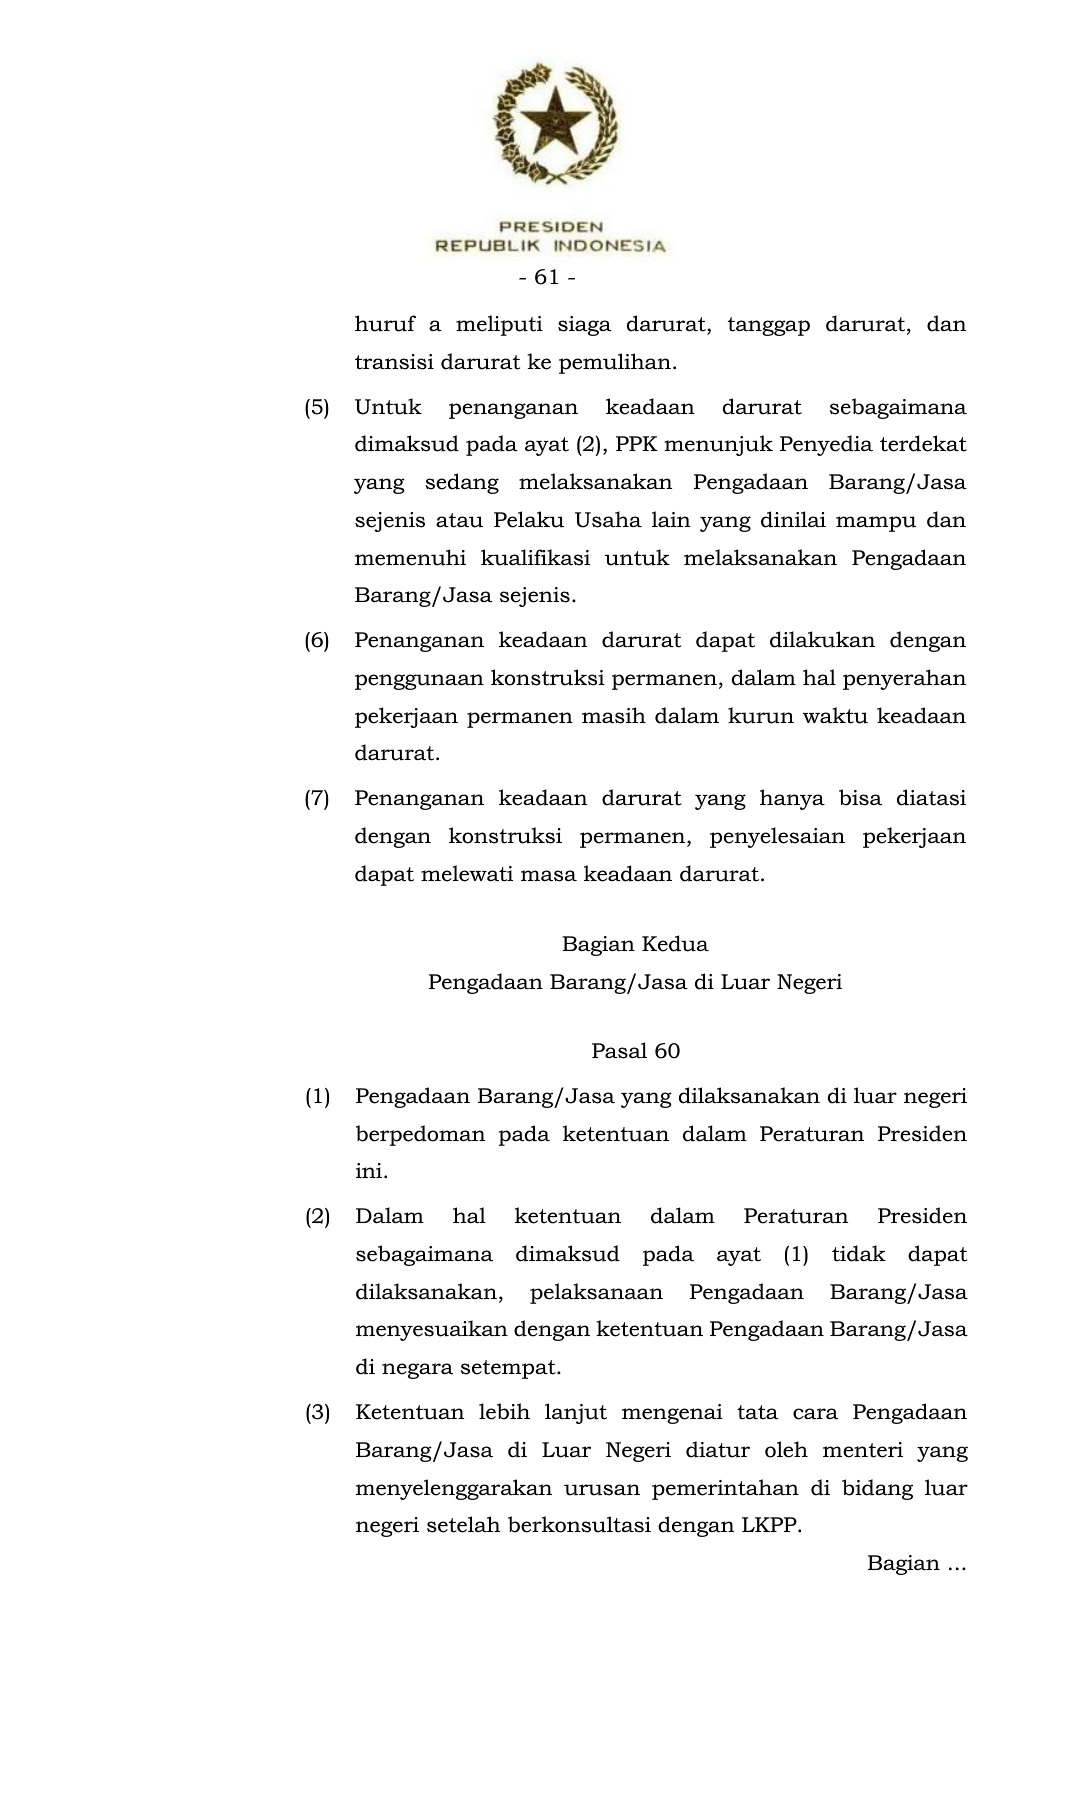 PRESIDEN
REPUBLIK INDONESIA
- 61 -
huruf a meliputi siaga darurat, tanggap darurat, dan
transisi darurat ke pemulihan.
(5) Untuk penanganan keadaan darurat sebagaimana
dimaksud pada ayat (2), PPK menunjuk Penyedia terdekat
yang sedang melaksanakan Pengadaan Barang/Jasa
sejenis atau Pelaku Usaha lain yang dinilai mampu dan
memenuhi kualifikasi untuk melaksanakan Pengadaan
Barang/Jasa sejenis.
(6) Penanganan keadaan darurat dapat dilakukan dengan
penggunaan konstruksi permanen, dalam hal penyerahan
pekerjaan permanen masih dalam kurun waktu keadaan
darurat.
(7) Penanganan keadaan darurat yang hanya bisa diatasi
dengan konstruksi permanen, penyelesaian pekerjaan
dapat melewati masa keadaan darurat.
Bagian Kedua
Pengadaan Barang/Jasa di Luar Negeri
Pasal 60
(1) Pengadaan Barang/Jasa yang dilaksanakan di luar negeri
berpedoman pada ketentuan dalam Peraturan Presiden
ini.
(2) Dalam hal ketentuan dalam Peraturan Presiden
sebagaimana dimaksud pada ayat (1) tidak dapat
dilaksanakan, pelaksanaan Pengadaan Barang/Jasa
menyesuaikan dengan ketentuan Pengadaan Barang/Jasa
di negara setempat.
(3) Ketentuan lebih lanjut mengenai tata cara Pengadaan
Barang/Jasa di Luar Negeri diatur oleh menteri yang
menyelenggarakan urusan pemerintahan di bidang luar
negeri setelah berkonsultasi dengan LKPP.
Bagian ...